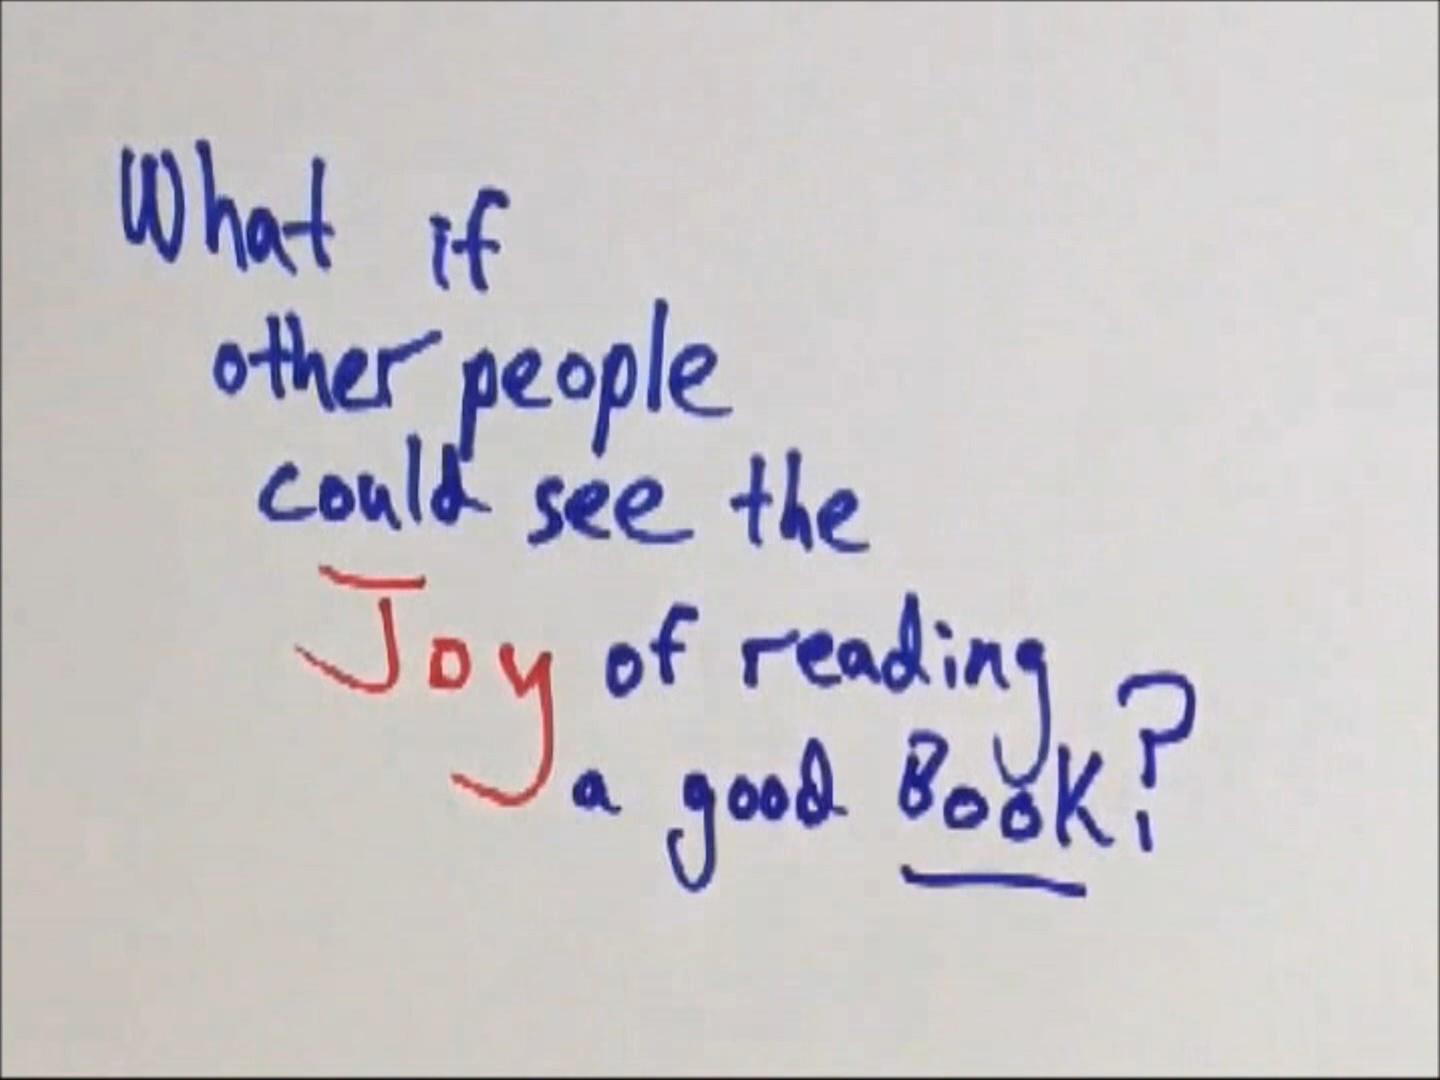 What if
other people
could see the
Joy of reading
a good Book?